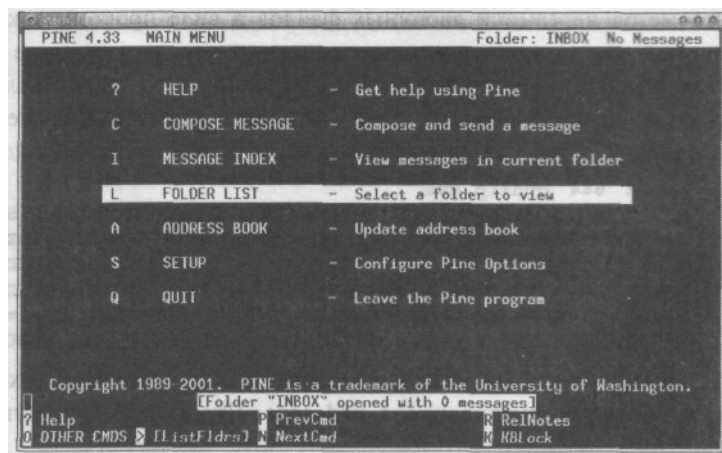 PINE 4.33 MAIN MENU Folder: INBOX No Messages
? HELP - Get help using Pine
C COMPOSE MESSAGE - Compose and send a message
I MESSAGE INDEX - View messages in current folder
L FOLDER LIST - Select a folder to view
A ADDRESS BOOK - Update address book
S SETUP - Configure Pine Options
Q QUIT - Leave the Pine program
Copyright 1989-2001. PINE is a trademark of the University of Washington.
[Folder "INBOX" opened with 0 messages]
? Help P PrevCmd R RelNotes
O OTHER CMDS > [ListFldrs] N NextCmd K KBLock